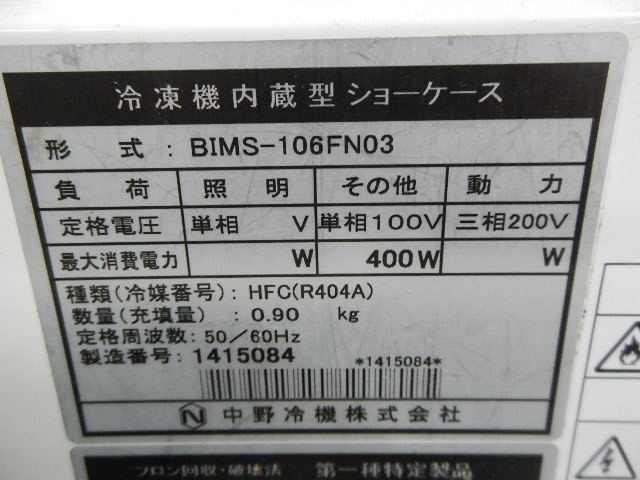 冷凍機内蔵型ショーケース
形 式 : BIMS-106FN03
負 荷 照 明 その他 動 力
定格電圧 単相 V 単相100V 三相200V
最大消費電力 W 400W W
種類(冷媒番号): HFC(R404A)
数量(充填量) : 0.90 kg
定格周波数: 50/60Hz
製造番号: 1415084 *1415084*
N 中野冷機株式会社
フロン回収・破壊法 第一種特定製品